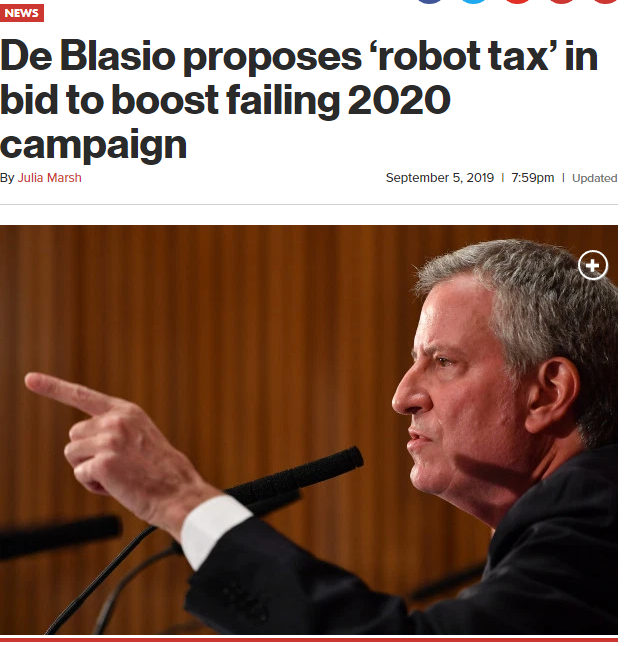 NEWS
De Blasio proposes ‘robot tax’ in
bid to boost failing 2020
campaign
By Julia Marsh
September 5, 2019 | 7:59pm | Updated